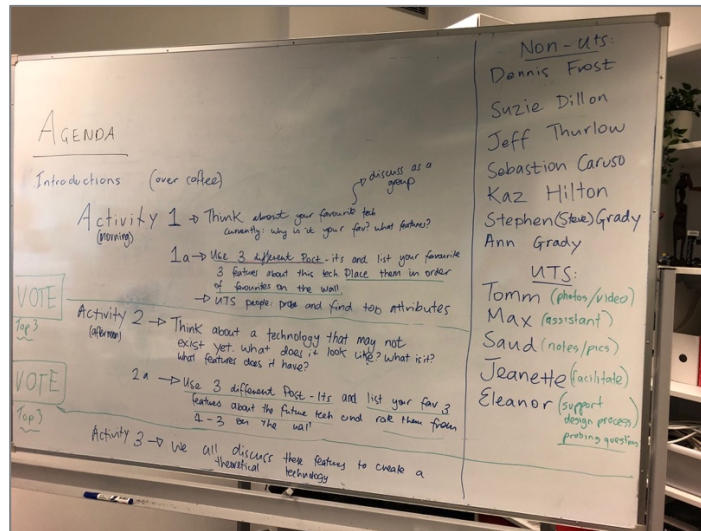 AGENDA
Introductions (over coffee)
discuss as a
group
Activity 1 → Think about your favourite tech
(morning) currently: why is it your fav? what features?
1a → Use 3 different Post-its and list your favourite
3 features about this tech Place them in order
of favourites on the wall
→ UTS people: and find top attributes
VOTE
Top 3
Activity 2 → Think about a technology that may not
(afternoon) exist yet. What does it look like? What is it?
What features does it have?
2a → Use 3 different Post-Its and list your fav 3
features about the future tech and rate them from
1-3 on the wall
VOTE
Top 3
Activity 3 → We all discuss these features to create a
theoretical technology
Non-UTS:
Dennis Frost
Suzie Dillon
Jeff Thurlow
Sebastian Caruso
Kaz Hilton
Stephen (Steve) Grady
Ann Grady
UTS:
Tomm (photos/video)
Max (assistant)
Saud (notes/pics)
Jeanette (facilitate)
Eleanor (support
design process)
probing questions